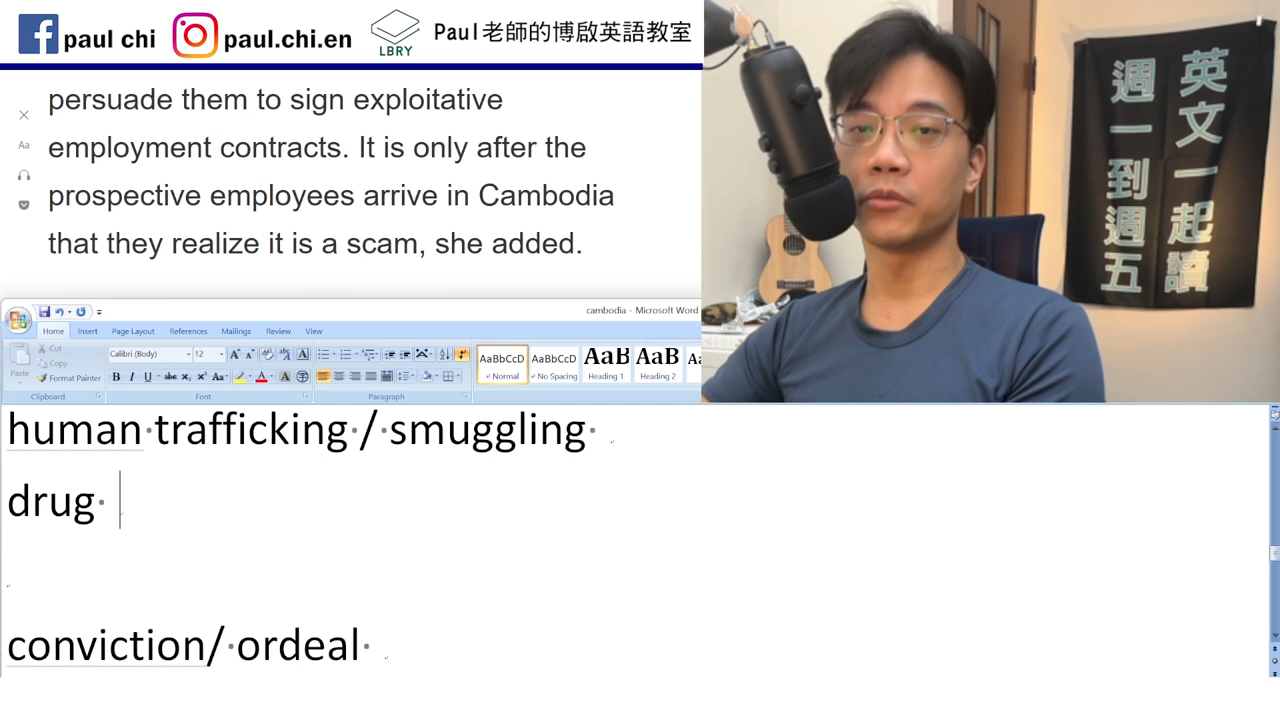 paul chi
paul.chi.en
LBRY
Paul老師的博啟英語教室
persuade them to sign exploitative
employment contracts. It is only after the
prospective employees arrive in Cambodia
that they realize it is a scam, she added.
Aa
cambodia - Microsoft Word
Home Insert Page Layout References Mailings Review View
Paste
Cut
Copy
Format Painter
Clipboard
Calibri (Body) 12
Font
Paragraph
AaBbCcD AaBbCcD AaBb AaB
Normal No Spacing Heading 1 Heading 2
human trafficking / smuggling
drug
conviction/ ordeal
英文一起讀
週一到週五